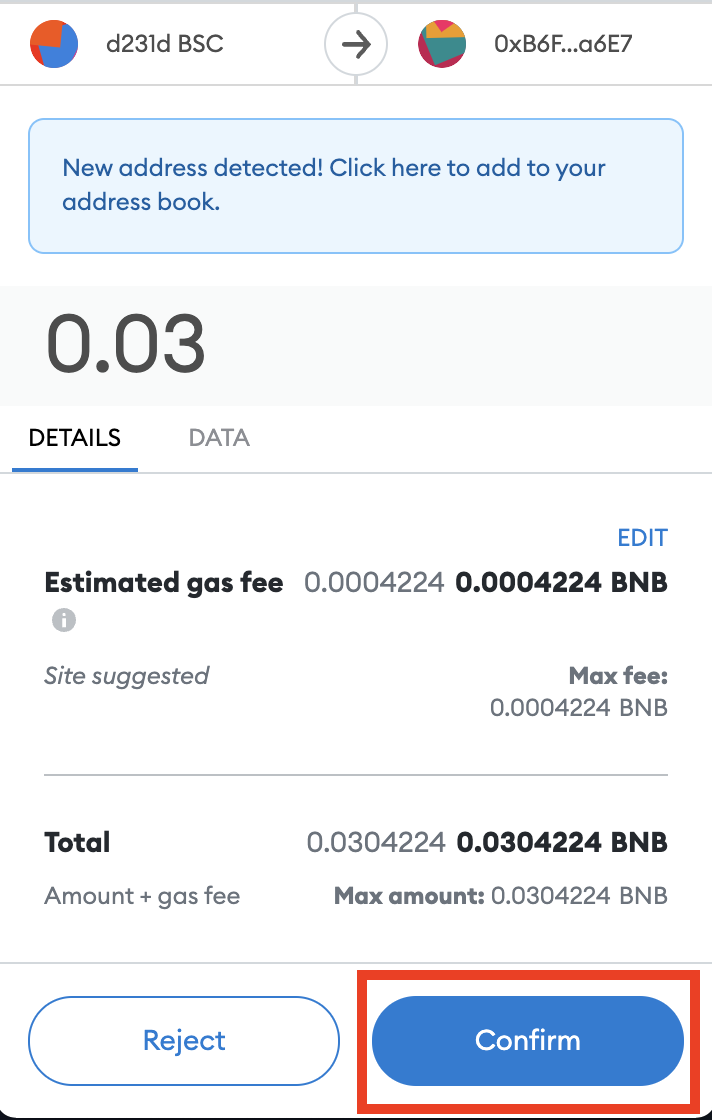 d231d BSC 0xB6F...a6E7
New address detected! Click here to add to your
address book.
0.03
DETAILS DATA
EDIT
Estimated gas fee 0.0004224 0.0004224 BNB
Site suggested Max fee:
0.0004224 BNB
Total 0.0304224 0.0304224 BNB
Amount + gas fee Max amount: 0.0304224 BNB
Reject Confirm